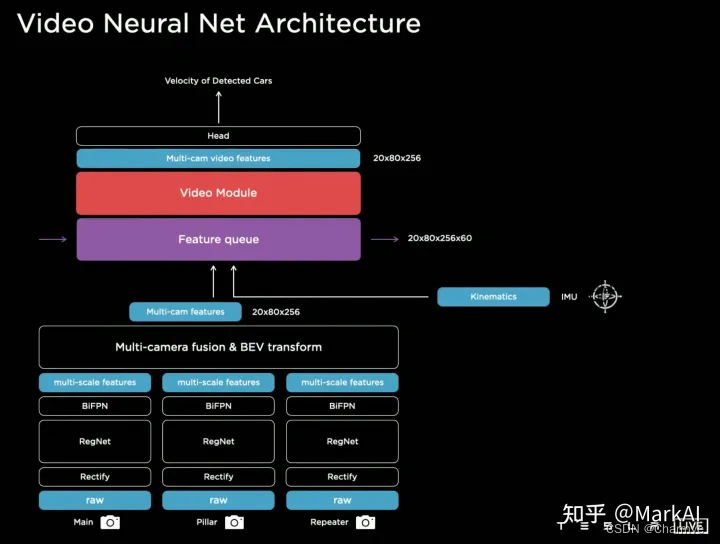 Video Neural Net Architecture
Velocity of Detected Cars
Head
Multi-cam video features 20x80x256
Video Module
Feature queue 20x80x256x60
Kinematics IMU
Multi-cam features 20x80x256
Multi-camera fusion & BEV transform
multi-scale features multi-scale features multi-scale features
BiFPN BiFPN BiFPN
RegNet RegNet RegNet
Rectify Rectify Rectify
raw raw raw
Main Pillar Repeater
知乎 @MarkAI
LIVE